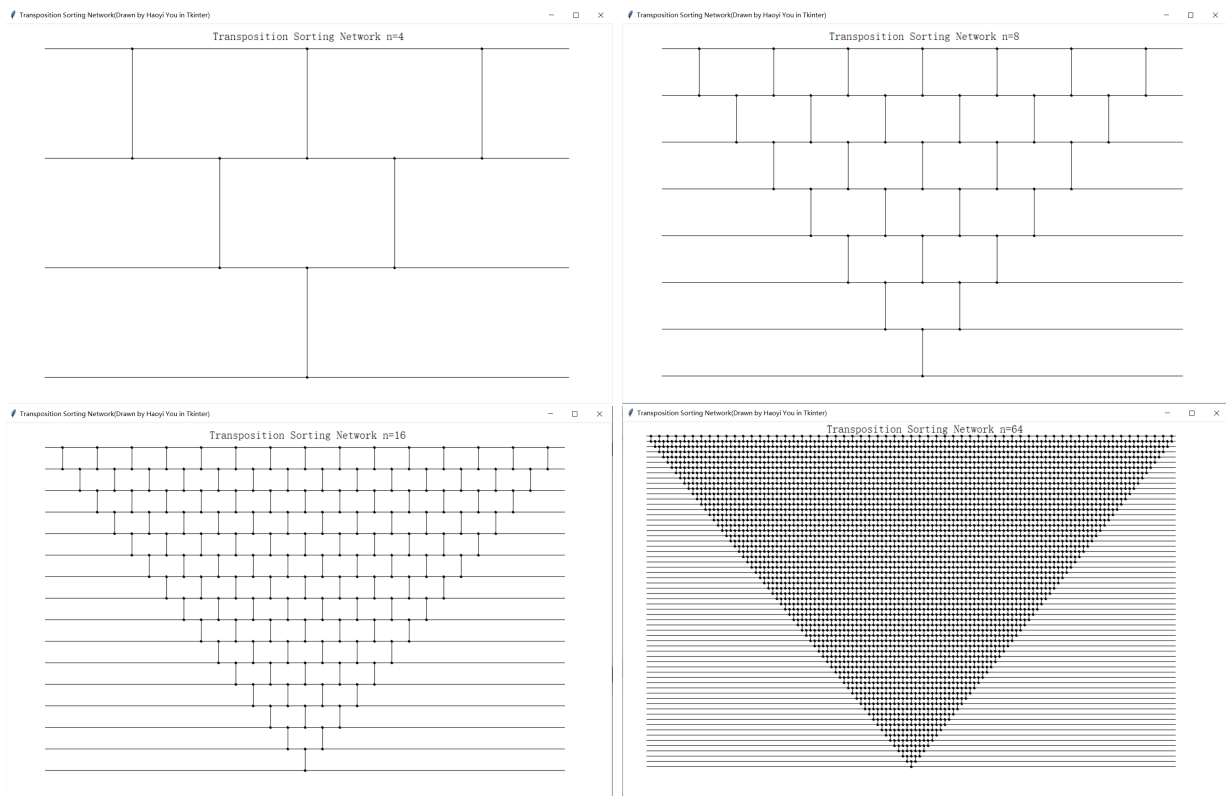 Transposition Sorting Network(Drawn by Haoyi You in Tkinter)
Transposition Sorting Network n=4
Transposition Sorting Network(Drawn by Haoyi You in Tkinter)
Transposition Sorting Network n=8
Transposition Sorting Network(Drawn by Haoyi You in Tkinter)
Transposition Sorting Network n=16
Transposition Sorting Network(Drawn by Haoyi You in Tkinter)
Transposition Sorting Network n=64